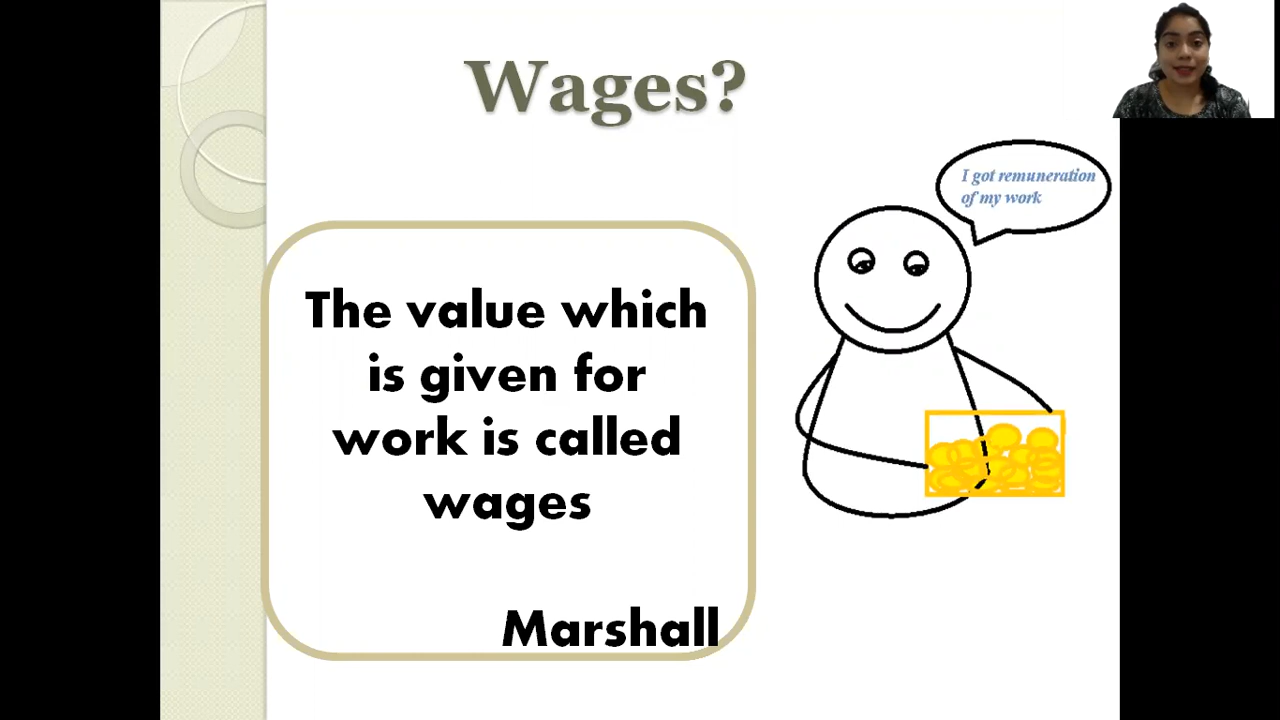 Wages?
I got remuneration
of my work
The value which
is given for
work is called
wages
Marshall